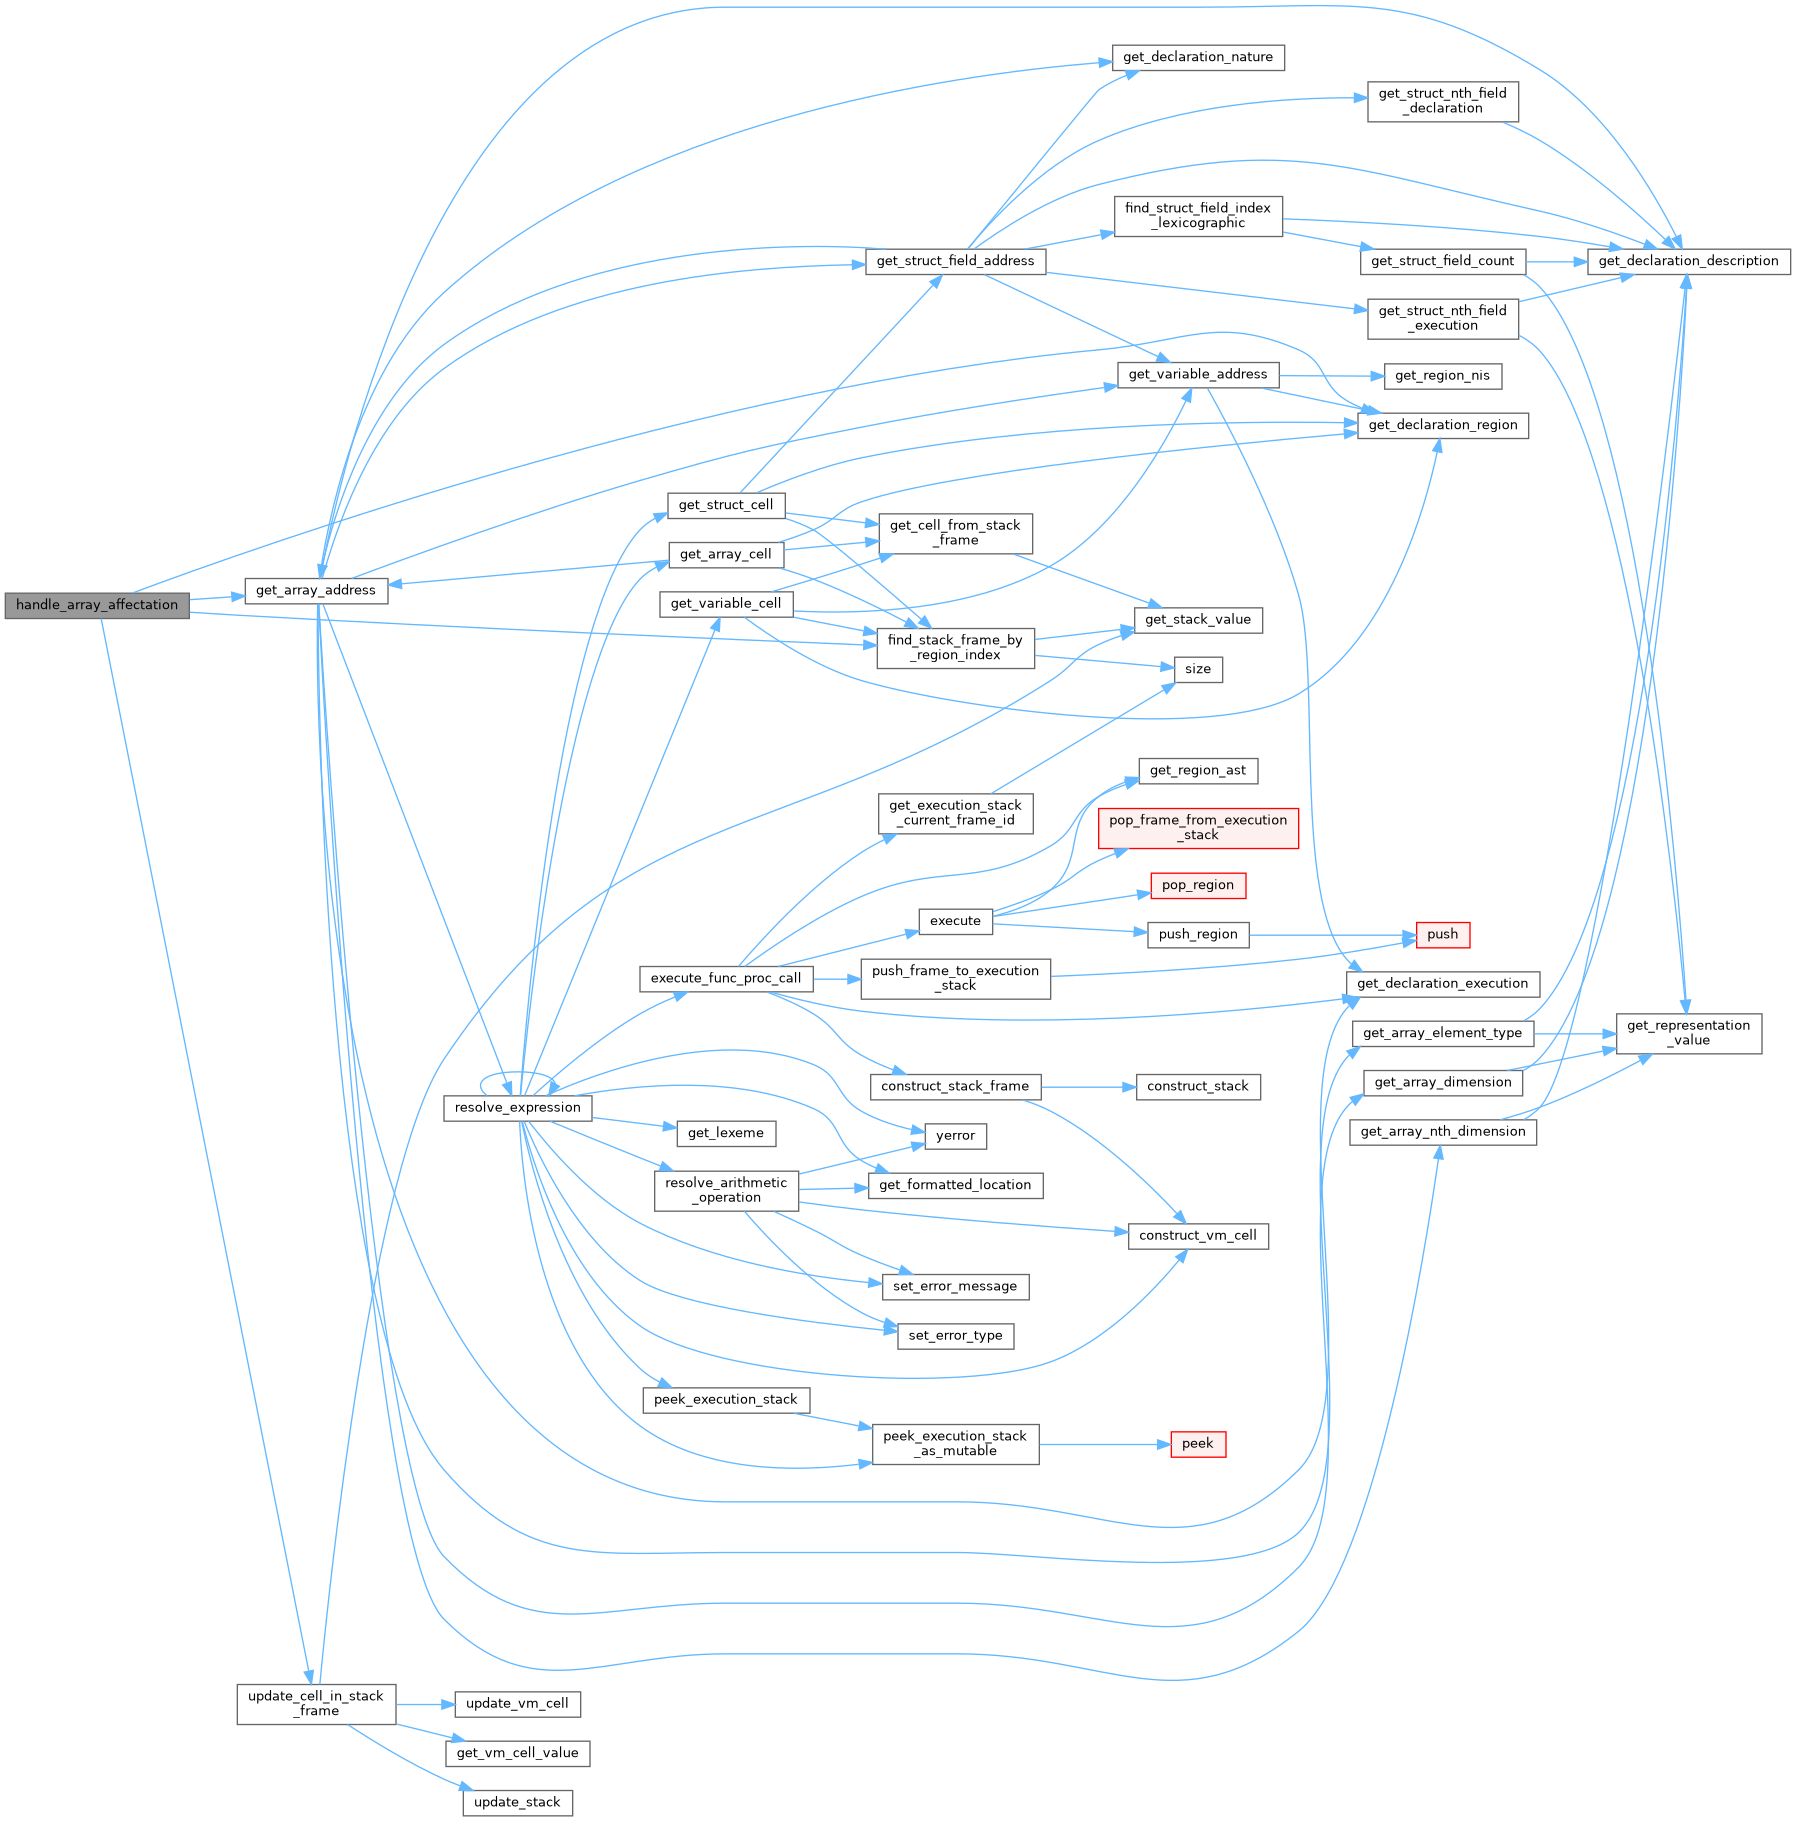 get_declaration_nature
get_struct_nth_field
_declaration
find_struct_field_index
_lexicographic
get_struct_field_address
get_struct_field_count
get_declaration_description
get_struct_nth_field
_execution
get_variable_address
get_region_nis
get_declaration_region
get_struct_cell
get_cell_from_stack
_frame
get_array_cell
get_array_address
handle_array_affectation
get_variable_cell
get_stack_value
find_stack_frame_by
_region_index
size
get_region_ast
get_execution_stack
_current_frame_id
pop_frame_from_execution
_stack
pop_region
execute
push_region
push
execute_func_proc_call
push_frame_to_execution
_stack
get_declaration_execution
get_array_element_type
get_representation
_value
construct_stack_frame
construct_stack
get_array_dimension
resolve_expression
get_lexeme
yerror
get_array_nth_dimension
resolve_arithmetic
_operation
get_formatted_location
construct_vm_cell
set_error_message
set_error_type
peek_execution_stack
peek_execution_stack
_as_mutable
peek
update_cell_in_stack
_frame
update_vm_cell
get_vm_cell_value
update_stack